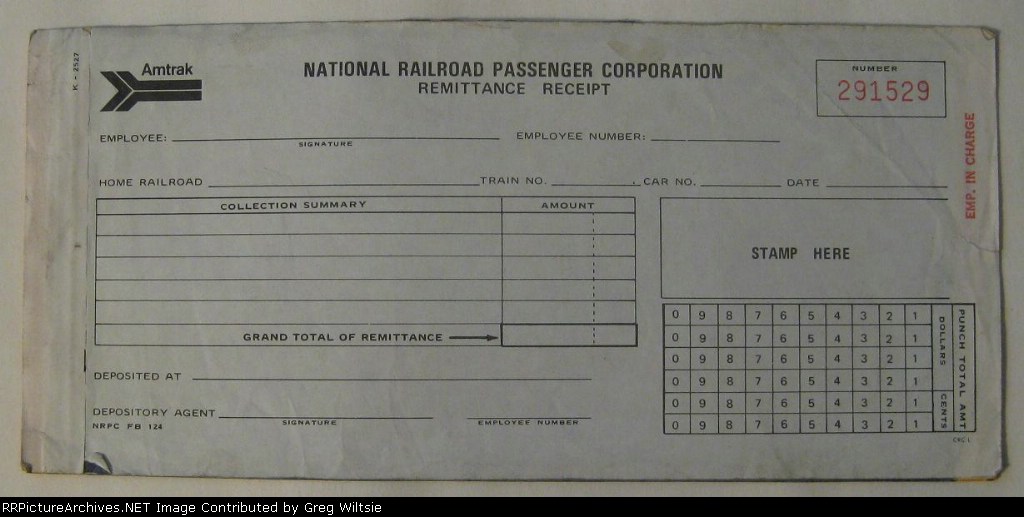 K-2527
Amtrak
NATIONAL RAILROAD PASSENGER CORPORATION
REMITTANCE RECEIPT
NUMBER
291529
EMPLOYEE: EMPLOYEE NUMBER:
SIGNATURE
EMP. IN CHARGE
HOME RAILROAD TRAIN NO. CAR NO. DATE
COLLECTION SUMMARY AMOUNT
STAMP HERE
GRAND TOTAL OF REMITTANCE
0 9 8 7 6 5 4 3 2 1
0 9 8 7 6 5 4 3 2 1
0 9 8 7 6 5 4 3 2 1
0 9 8 7 6 5 4 3 2 1
0 9 8 7 6 5 4 3 2 1
0 9 8 7 6 5 4 3 2 1
DOLLARS
CENTS
PUNCH TOTAL AMT
DEPOSITED AT
DEPOSITORY AGENT
SIGNATURE EMPLOYEE NUMBER
NRPC FB 124
RRPictureArchives.NET Image Contributed by Greg Wiltsie